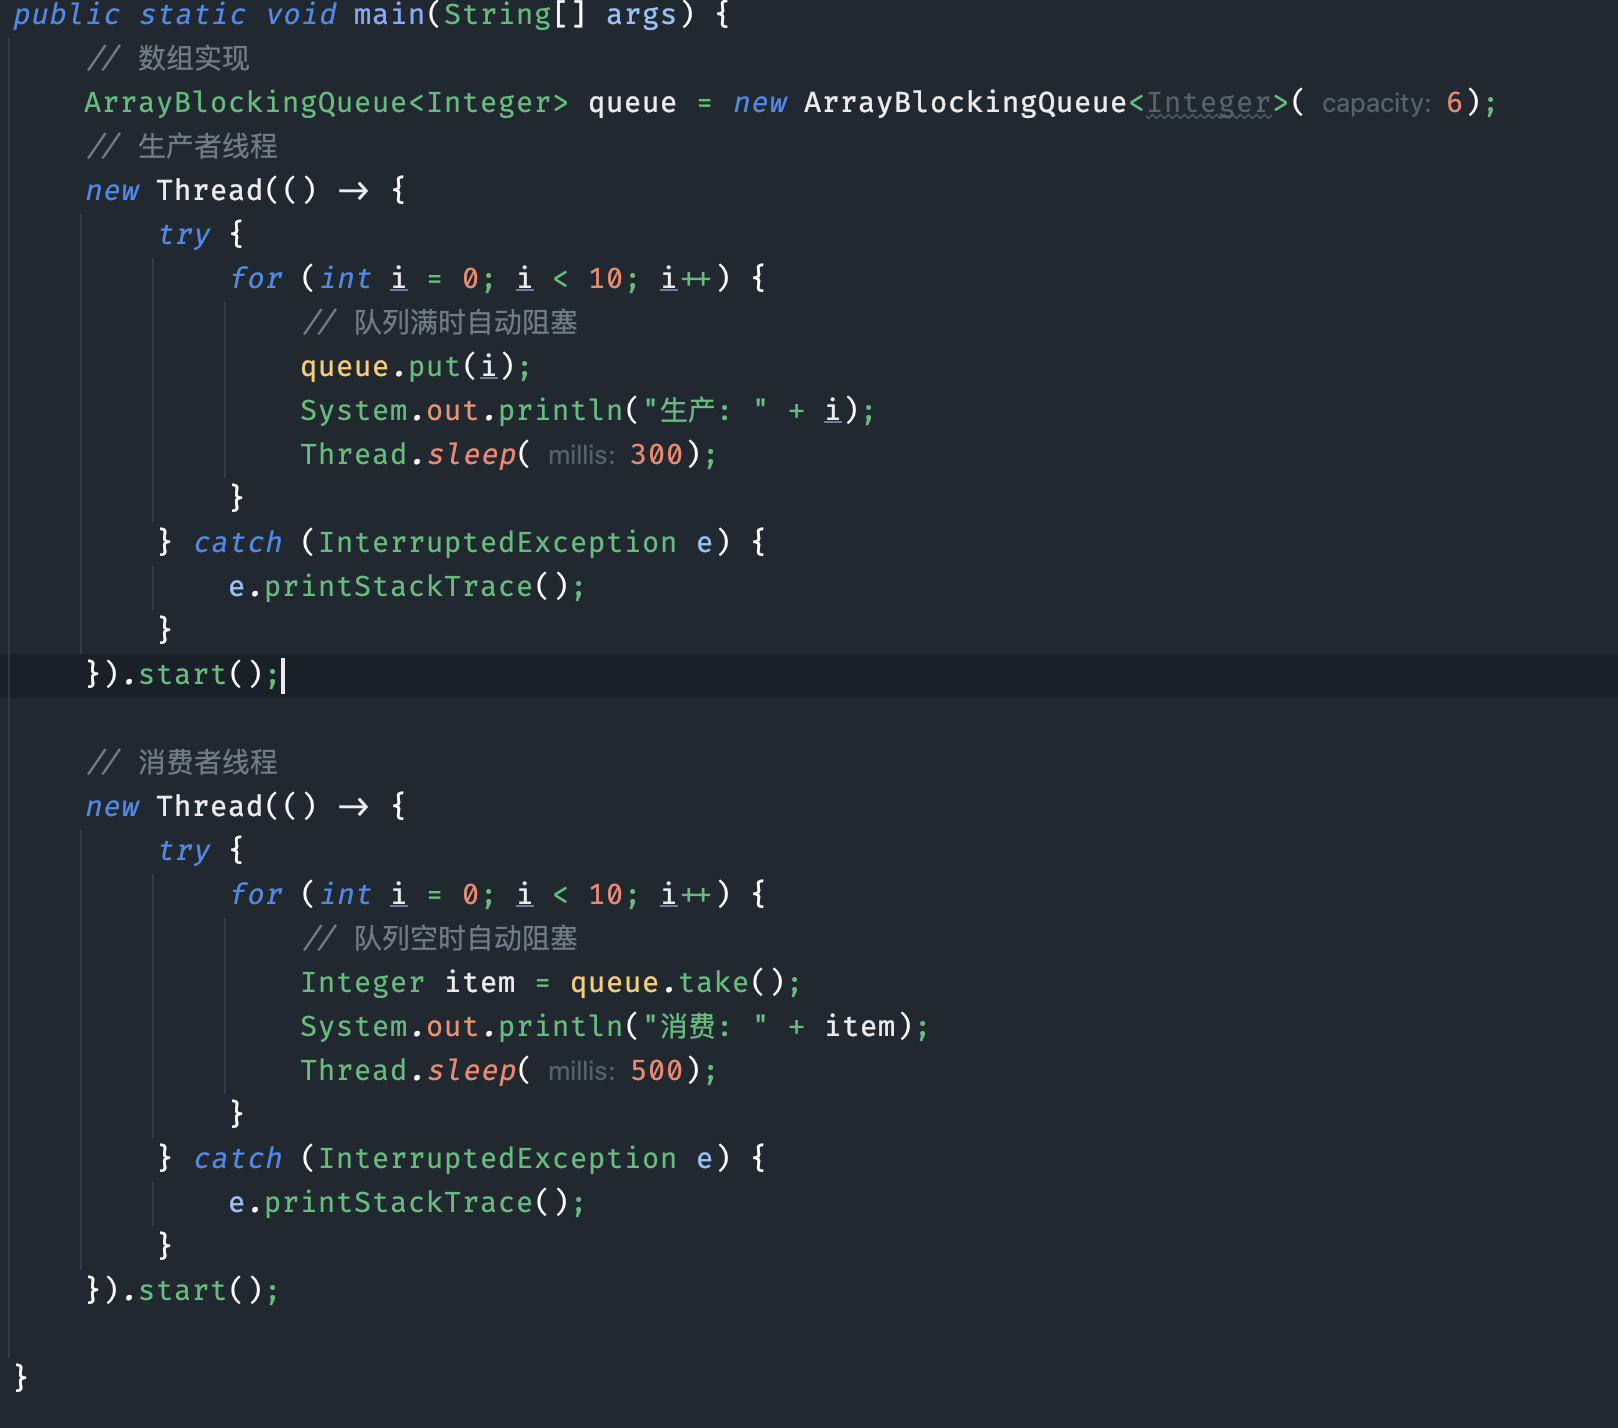 public static void main(String[] args) {
// 数组实现
ArrayBlockingQueue<Integer> queue = new ArrayBlockingQueue<Integer>( capacity: 6);
// 生产者线程
new Thread(() -> {
try {
for (int i = 0; i < 10; i++) {
// 队列满时自动阻塞
queue.put(i);
System.out.println("生产: " + i);
Thread.sleep( millis: 300);
}
} catch (InterruptedException e) {
e.printStackTrace();
}
}).start();
// 消费者线程
new Thread(() -> {
try {
for (int i = 0; i < 10; i++) {
// 队列空时自动阻塞
Integer item = queue.take();
System.out.println("消费: " + item);
Thread.sleep( millis: 500);
}
} catch (InterruptedException e) {
e.printStackTrace();
}
}).start();
}